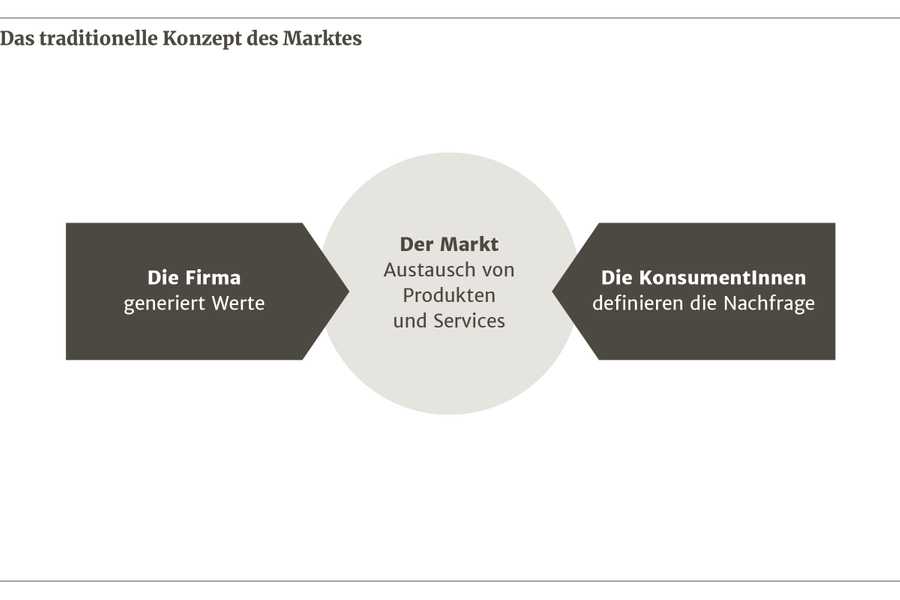 Das traditionelle Konzept des Marktes
Die Firma
generiert Werte
Der Markt
Austausch von
Produkten
und Services
Die KonsumentInnen
definieren die Nachfrage